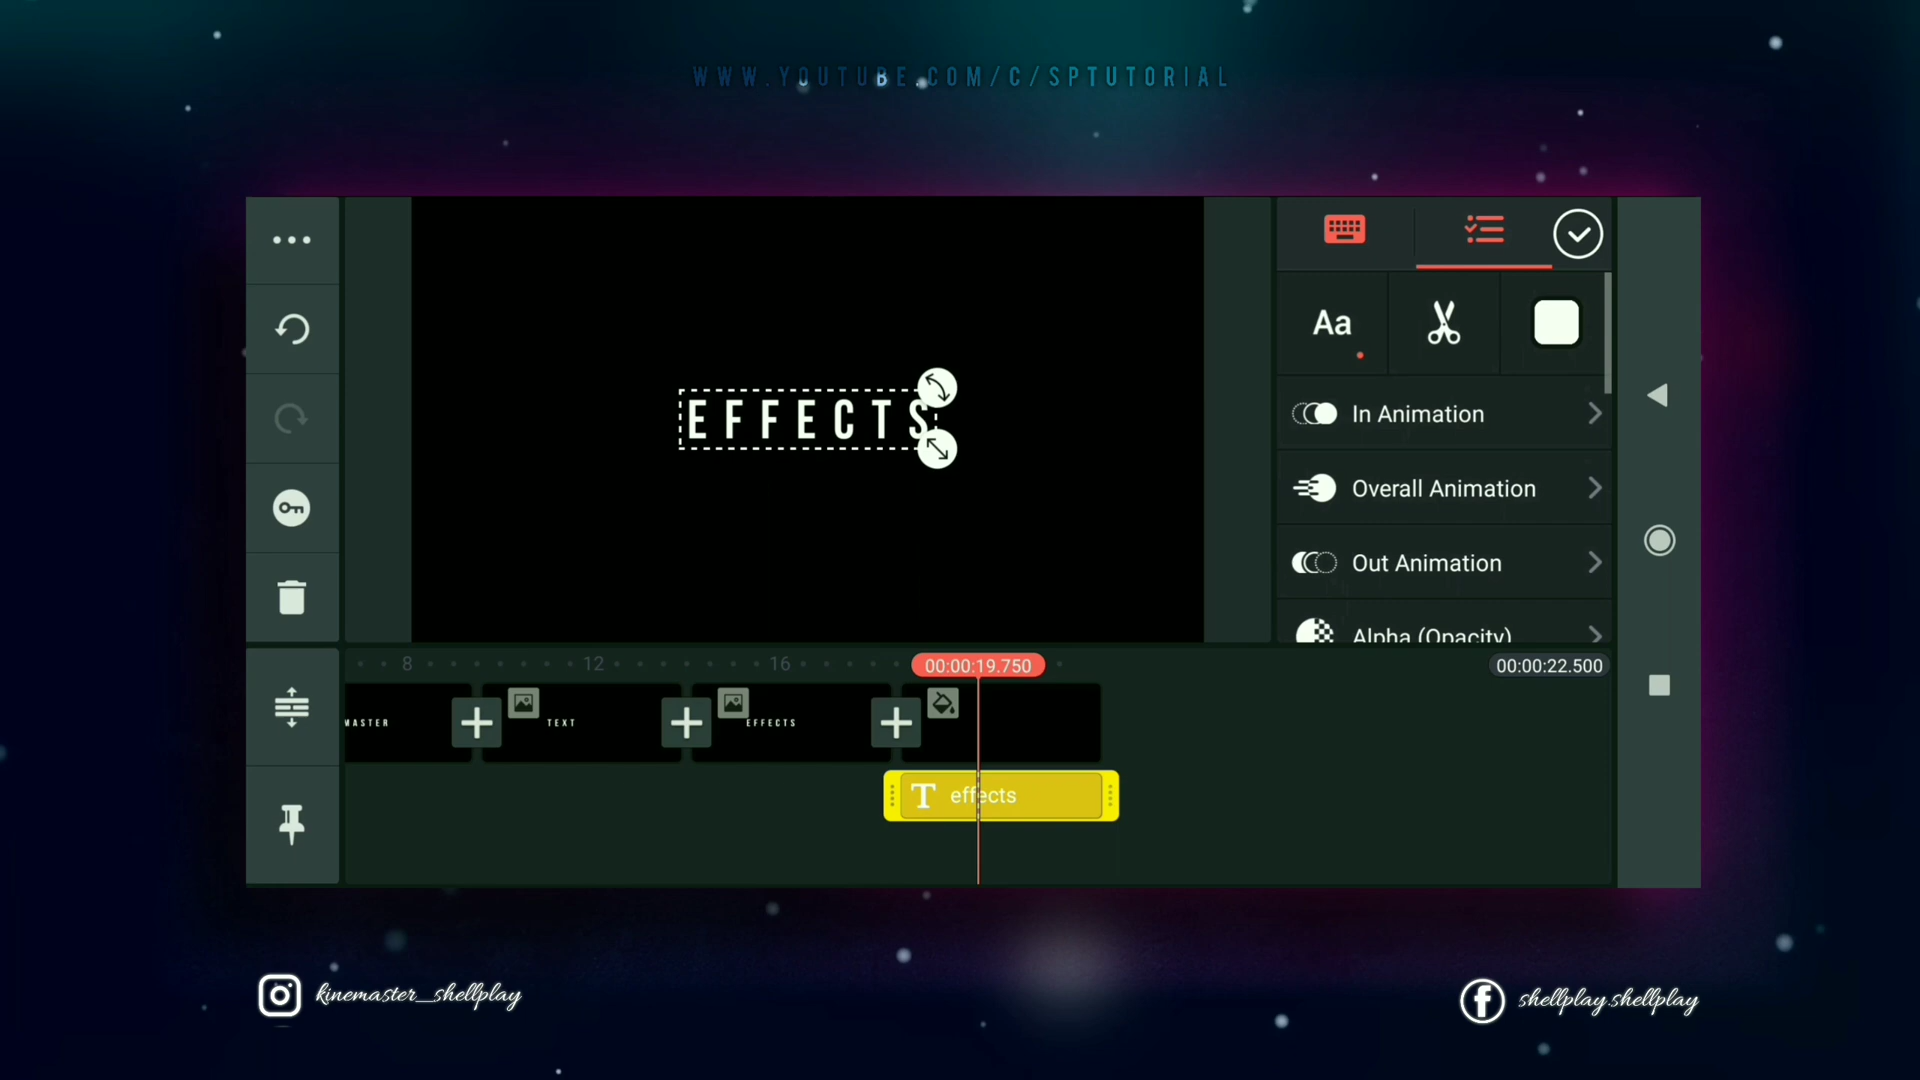 WWW.YOUTUBE.COM/C/SPTUTORIAL
EFFECTS
Aa
In Animation
Overall Animation
Out Animation
Alpha (Opacity)
8 12 16 00:00:19.750 00:00:22.500
MASTER TEXT EFFECTS
T effects
kinemaster_shellplay
shellplay.shellplay